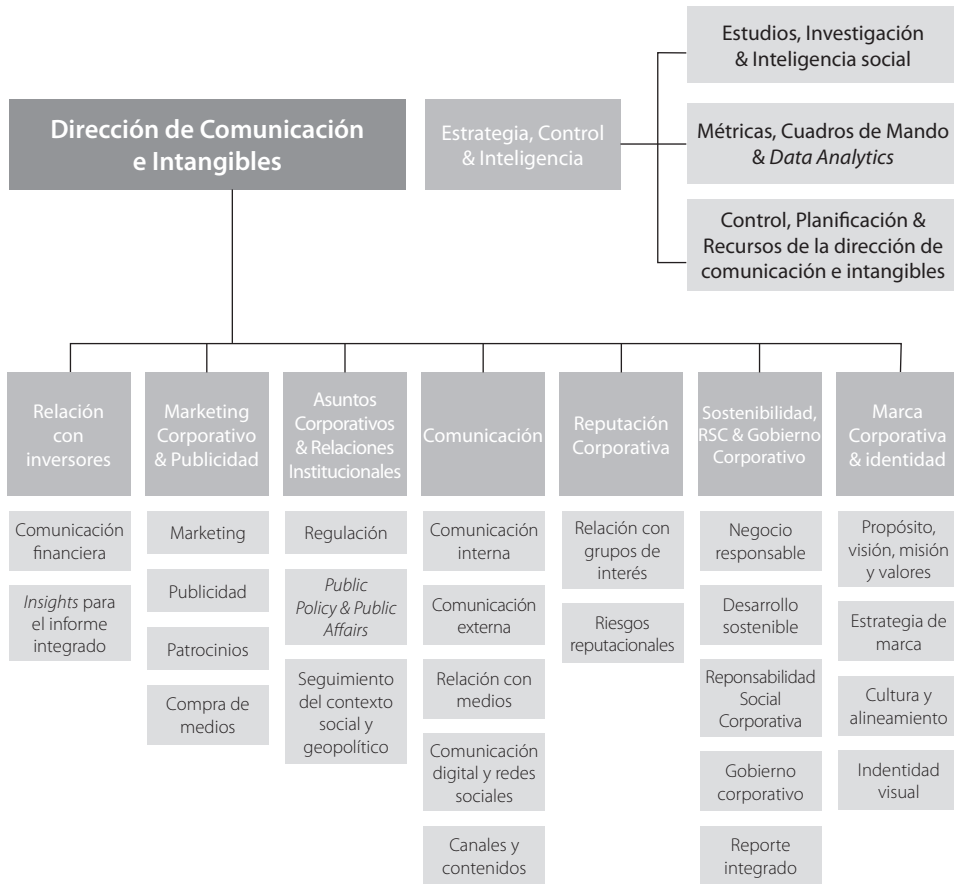 Estudios, Investigación
& Inteligencia social
Dirección de Comunicación
e Intangibles
Estrategia, Control
& Inteligencia
Métricas, Cuadros de Mando
& Data Analytics
Control, Planificación &
Recursos de la dirección de
comunicación e intangibles
Relación
con
inversores
Comunicación
financiera
Insights para
el informe
integrado
Marketing
Corporativo
& Publicidad
Marketing
Publicidad
Patrocinios
Compra de
medios
Asuntos
Corporativos
& Relaciones
Institucionales
Regulación
Public
Policy & Public
Affairs
Seguimiento
del contexto
social y
geopolítico
Comunicación
Comunicación
interna
Comunicación
externa
Relación con
medios
Comunicación
digital y redes
sociales
Canales y
contenidos
Reputación
Corporativa
Relación con
grupos de
interés
Riesgos
reputacionales
Sostenibilidad,
RSC & Gobierno
Corporativo
Negocio
responsable
Desarrollo
sostenible
Reponsabilidad
Social
Corporativa
Gobierno
corporativo
Reporte
integrado
Marca
Corporativa
& identidad
Propósito,
visión, misión
y valores
Estrategia de
marca
Cultura y
alineamiento
Indentidad
visual